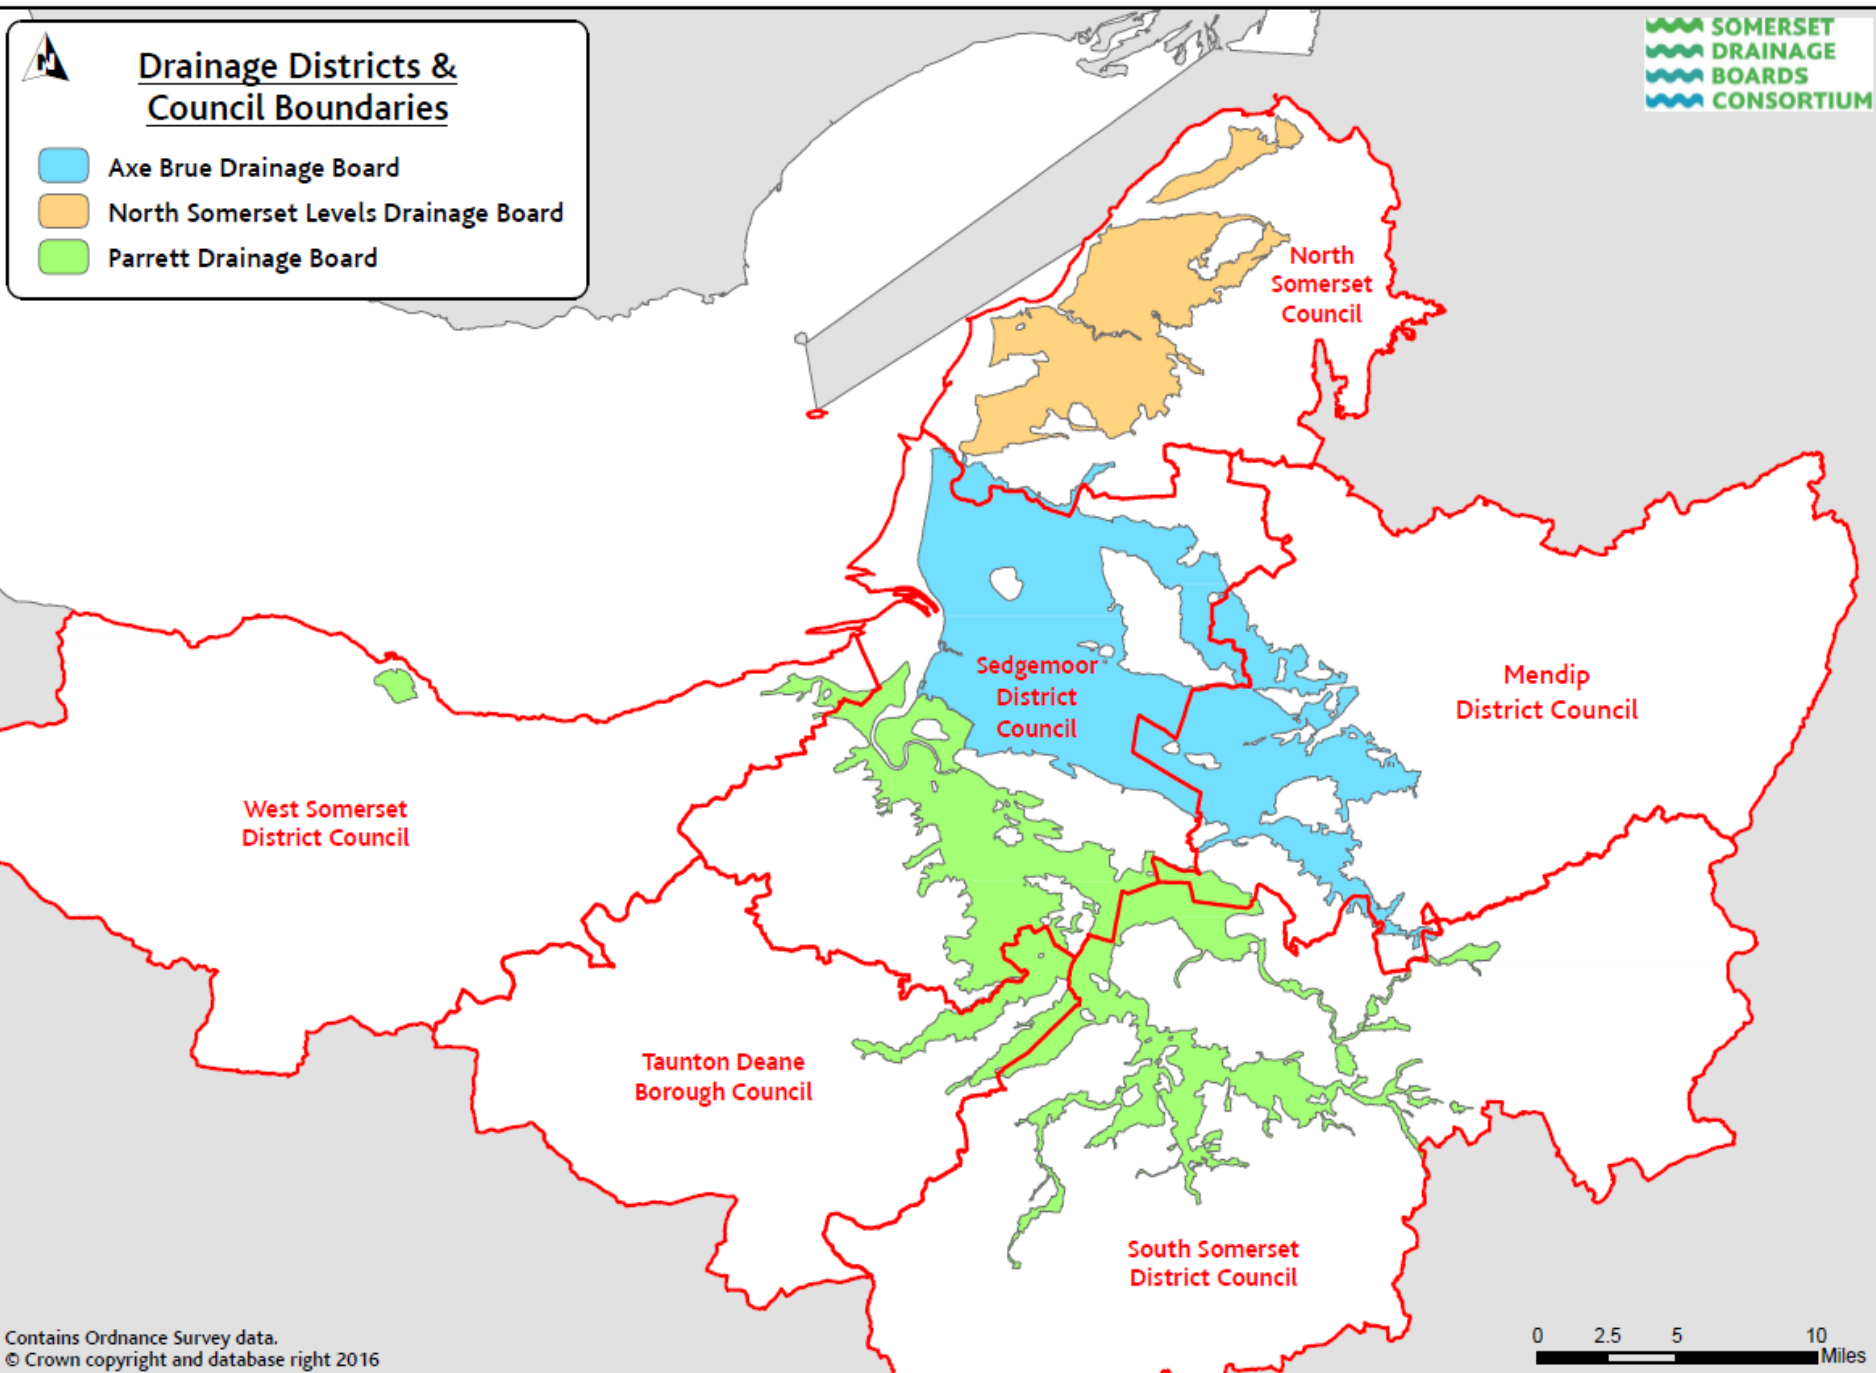 Drainage Districts &
Council Boundaries
N
Axe Brue Drainage Board
North Somerset Levels Drainage Board
Parrett Drainage Board
SOMERSET
DRAINAGE
BOARDS
CONSORTIUM
North
Somerset
Council
Sedgemoor
District
Council
Mendip
District Council
West Somerset
District Council
Taunton Deane
Borough Council
South Somerset
District Council
Contains Ordnance Survey data.
© Crown copyright and database right 2016
0 2.5 5 10
Miles